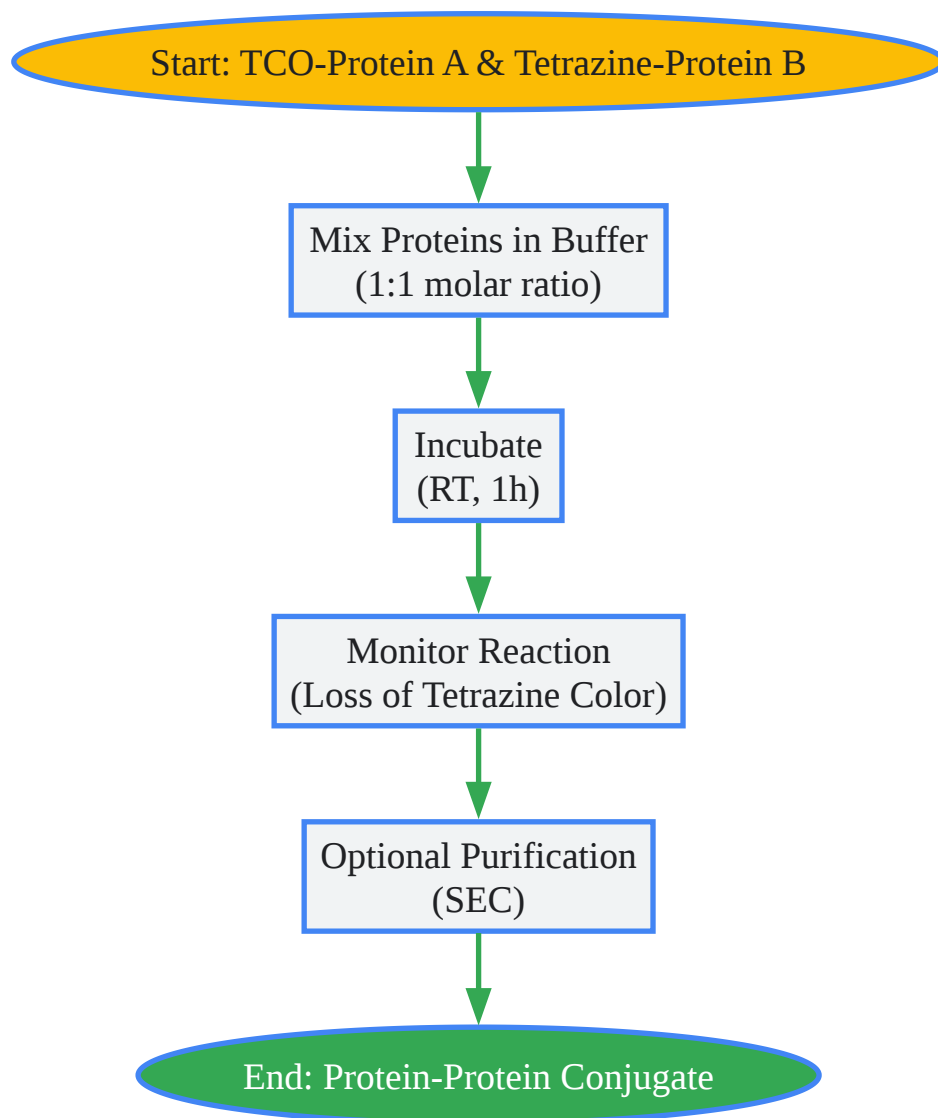 Start: TCO-Protein A & Tetrazine-Protein B
Mix Proteins in Buffer
(1:1 molar ratio)
Incubate
(RT, 1h)
Monitor Reaction
(Loss of Tetrazine Color)
Optional Purification
(SEC)
End: Protein-Protein Conjugate